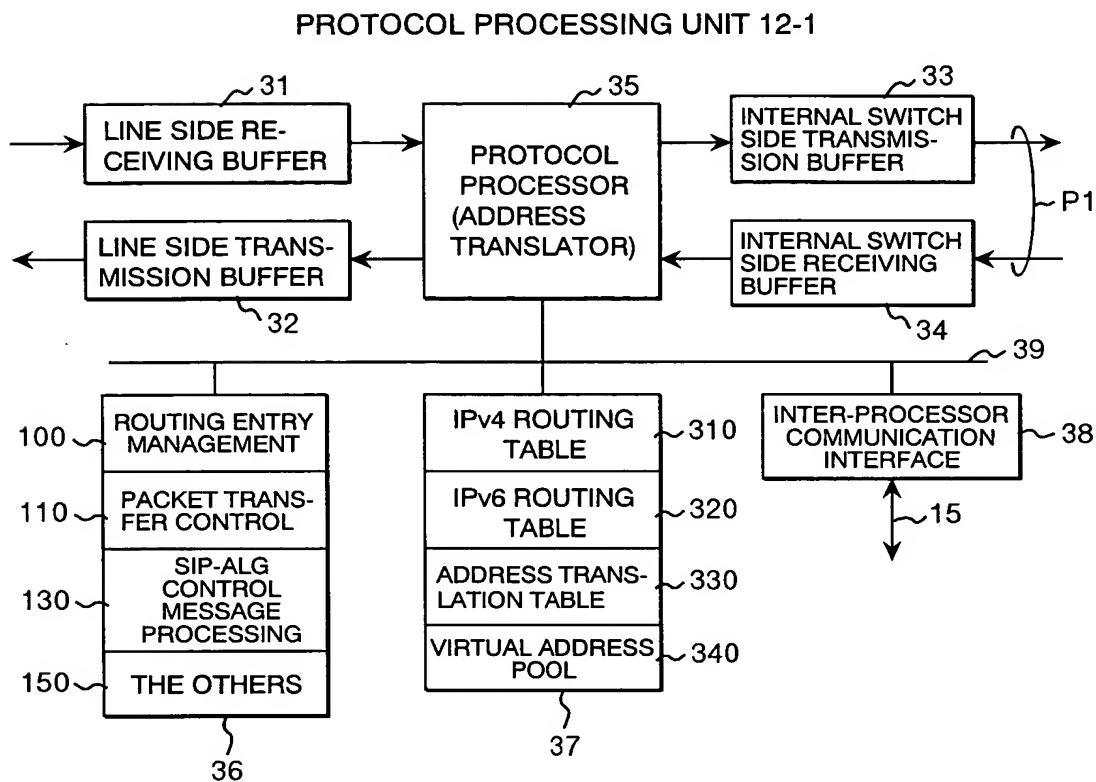 PROTOCOL PROCESSING UNIT 12-1
31
LINE SIDE RE-
CEIVING BUFFER
35
PROTOCOL
PROCESSOR
(ADDRESS
TRANSLATOR)
33
INTERNAL SWITCH
SIDE TRANSMIS-
SION BUFFER
P1
LINE SIDE TRANS-
MISSION BUFFER
32
INTERNAL SWITCH
SIDE RECEIVING
BUFFER
34
39
100
ROUTING ENTRY
MANAGEMENT
110
PACKET TRANS-
FER CONTROL
130
SIP-ALG
CONTROL
MESSAGE
PROCESSING
150
THE OTHERS
36
IPv4 ROUTING
TABLE
310
IPv6 ROUTING
TABLE
320
ADDRESS TRANS-
LATION TABLE
330
VIRTUAL ADDRESS
POOL
340
37
INTER-PROCESSOR
COMMUNICATION
INTERFACE
38
15